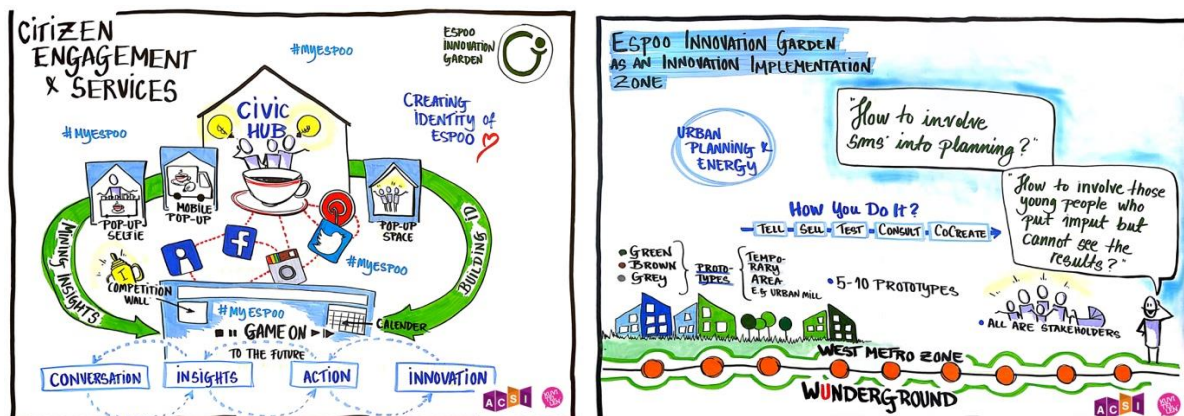 CITIZEN
ENGAGEMENT
& SERVICES
#MYESPOO
ESPOO
INNOVATION
GARDEN
#MYESPOO
CIVIC
HUB
CREATING
IDENTITY of
ESPOO
POP-UP
SELFIE
MOBILE
POP-UP
POP-UP
SPACE
MINING INSIGHTS
BUILDING iD
COMPETITION
WALL
#MYESPOO
#MYESPOO
GAME ON
TO THE FUTURE
CALENDER
CONVERSATION
INSIGHTS
ACTION
INNOVATION
ACSI
ESPOO INNOVATION GARDEN
AS AN INNOVATION IMPLEMENTATION
ZONE
URBAN
PLANNING &
ENERGY
"How to involve
sms' into planning?"
"How to involve those
young people who
put imput but
cannot see the
results?"
How You Do It?
TELL SELL TEST CONSULT COCREATE
GREEN
BROWN
GREY
PROTO-
TYPES
TEMPO-
RARY
AREA
E.g URBAN MILL
5-10 PROTOTYPES
ALL ARE STAKEHOLDERS
WEST METRO ZONE
WUNDERGROUND
ACSI